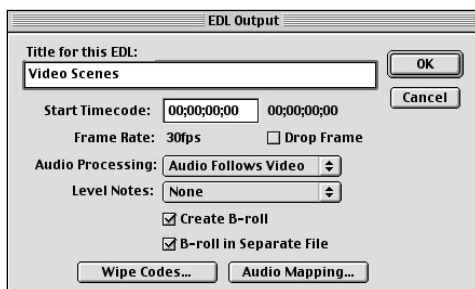 EDL Output
Title for this EDL:
Video Scenes
OK
Cancel
Start Timecode: 00;00;00;00 00;00;00;00
Frame Rate: 30fps Drop Frame
Audio Processing: Audio Follows Video
Level Notes: None
Create B-roll
B-roll in Separate File
Wipe Codes... Audio Mapping...